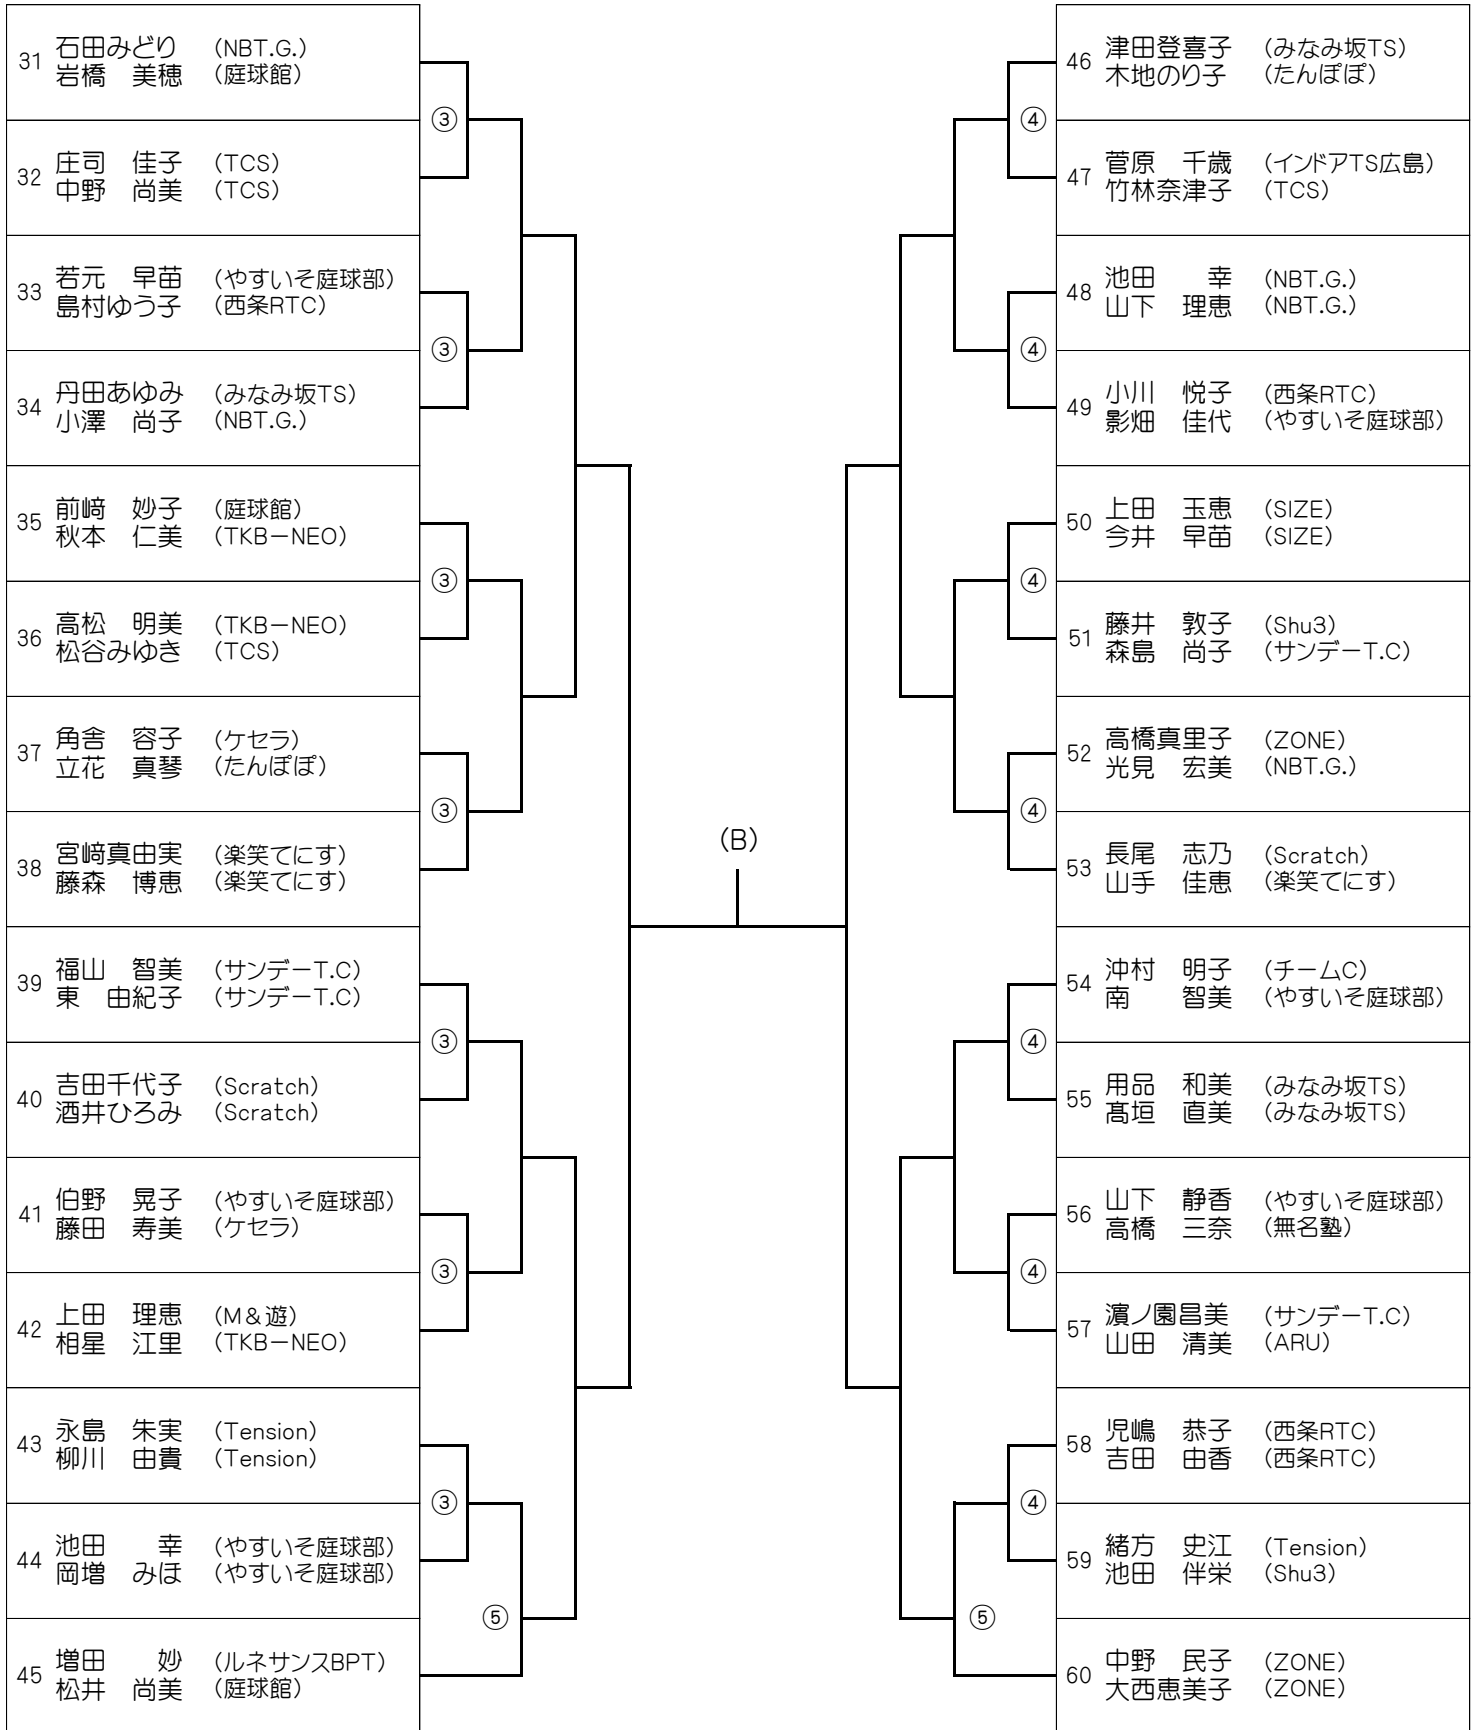 31 石田みどり （NBT.G.）
岩橋　美穂 （庭球館）
32 庄司　佳子 （TCS）
中野　尚美 （TCS）
33 若元　早苗 （やすいそ庭球部）
島村ゆう子 （西条RTC）
34 丹田あゆみ （みなみ坂TS）
小澤　尚子 （NBT.G.）
35 前﨑　妙子 （庭球館）
秋本　仁美 （TKB－NEO）
36 高松　明美 （TKB－NEO）
松谷みゆき （TCS）
37 角舎　容子 （ケセラ）
立花　真琴 （たんぽぽ）
38 宮﨑真由実 （楽笑てにす）
藤森　博恵 （楽笑てにす）
39 福山　智美 （サンデーT.C）
東　由紀子 （サンデーT.C）
40 吉田千代子 （Scratch）
酒井ひろみ （Scratch）
41 伯野　晃子 （やすいそ庭球部）
藤田　寿美 （ケセラ）
42 上田　理恵 （M＆遊）
相星　江里 （TKB－NEO）
43 永島　朱実 （Tension）
柳川　由貴 （Tension）
44 池田　　幸 （やすいそ庭球部）
岡増　みほ （やすいそ庭球部）
45 増田　　妙 （ルネサンスBPT）
松井　尚美 （庭球館）
③
③
③
③
③
③
③
⑤
（B）
④
④
④
④
④
④
④
⑤
46 津田登喜子 （みなみ坂TS）
木地のり子 （たんぽぽ）
47 菅原　千歳 （インドアTS広島）
竹林奈津子 （TCS）
48 池田　　幸 （NBT.G.）
山下　理恵 （NBT.G.）
49 小川　悦子 （西条RTC）
影畑　佳代 （やすいそ庭球部）
50 上田　玉恵 （SIZE）
今井　早苗 （SIZE）
51 藤井　敦子 （Shu3）
森島　尚子 （サンデーT.C）
52 高橋真里子 （ZONE）
光見　宏美 （NBT.G.）
53 長尾　志乃 （Scratch）
山手　佳恵 （楽笑てにす）
54 沖村　明子 （チームC）
南　　智美 （やすいそ庭球部）
55 用品　和美 （みなみ坂TS）
髙垣　直美 （みなみ坂TS）
56 山下　静香 （やすいそ庭球部）
高橋　三奈 （無名塾）
57 濵ノ園昌美 （サンデーT.C）
山田　清美 （ARU）
58 児嶋　恭子 （西条RTC）
吉田　由香 （西条RTC）
59 緒方　史江 （Tension）
池田　伴栄 （Shu3）
60 中野　民子 （ZONE）
大西恵美子 （ZONE）